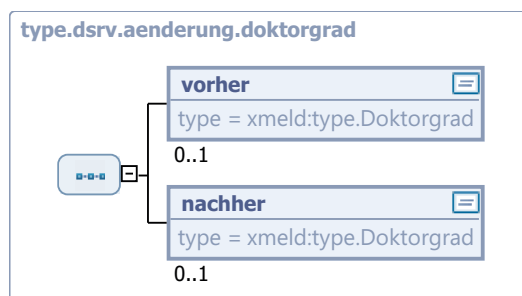 type.dsrv.aenderung.doktorgrad
vorher
type = xmeld:type.Doktorgrad
0..1
nachher
type = xmeld:type.Doktorgrad
0..1